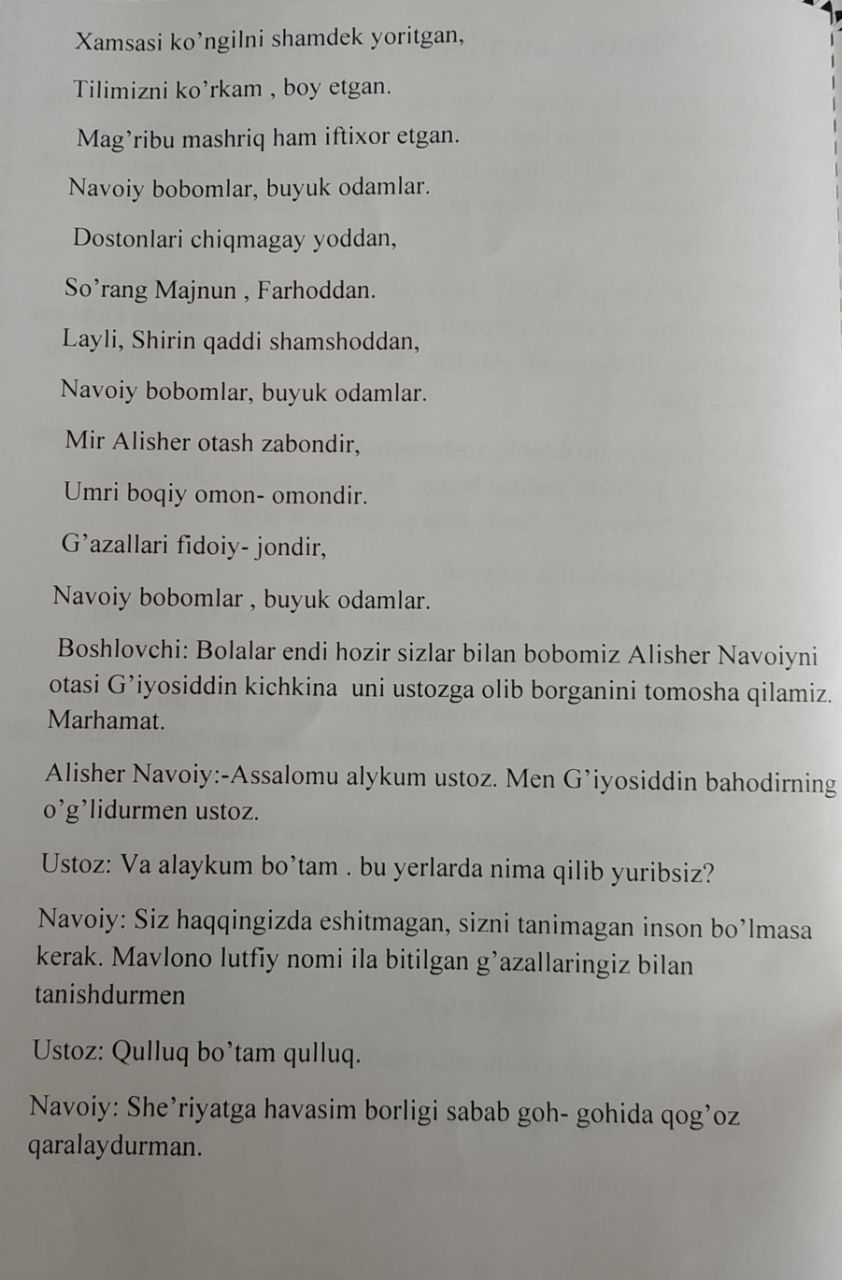 Xamsasi ko’ngilni shamdek yoritgan,
Tilimizni ko’rkam , boy etgan.
Mag’ribu mashriq ham iftixor etgan.
Navoiy bobomlar, buyuk odamlar.
Dostonlari chiqmagay yoddan,
So’rang Majnun , Farhoddan.
Layli, Shirin qaddi shamshoddan,
Navoiy bobomlar, buyuk odamlar.
Mir Alisher otash zabondir,
Umri boqiy omon- omondir.
G’azallari fidoiy- jondir,
Navoiy bobomlar , buyuk odamlar.
Boshlovchi: Bolalar endi hozir sizlar bilan bobomiz Alisher Navoiyni
otasi G’iyosiddin kichkina uni ustozga olib borganini tomosha qilamiz.
Marhamat.
Alisher Navoiy:-Assalomu alykum ustoz. Men G’iyosiddin bahodirning
o’g’lidurmen ustoz.
Ustoz: Va alaykum bo’tam . bu yerlarda nima qilib yuribsiz?
Navoiy: Siz haqqingizda eshitmagan, sizni tanimagan inson bo’lmasa
kerak. Mavlono lutfiy nomi ila bitilgan g’azallaringiz bilan
tanishdurmen
Ustoz: Qulluq bo’tam qulluq.
Navoiy: She’riyatga havasim borligi sabab goh- gohida qog’oz
qaralaydurman.